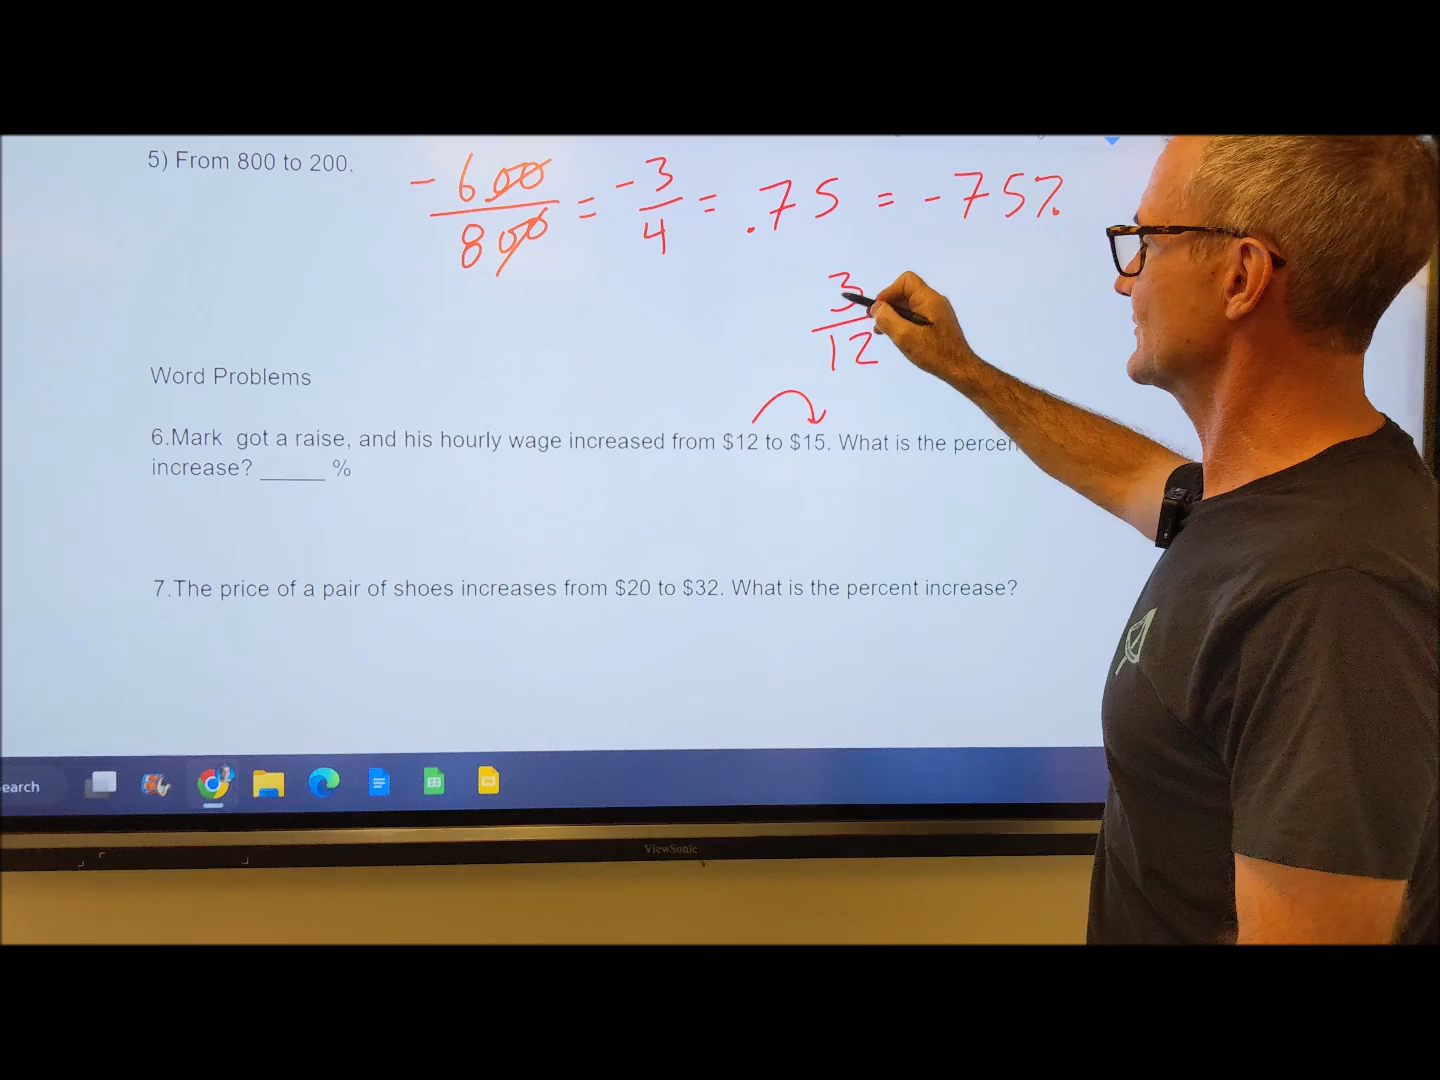 5) From 800 to 200.
-600/800 = -3/4 = .75 = -75%
3/12
Word Problems
6.Mark got a raise, and his hourly wage increased from $12 to $15. What is the percen
increase? _____ %
7.The price of a pair of shoes increases from $20 to $32. What is the percent increase?
earch
ViewSonic